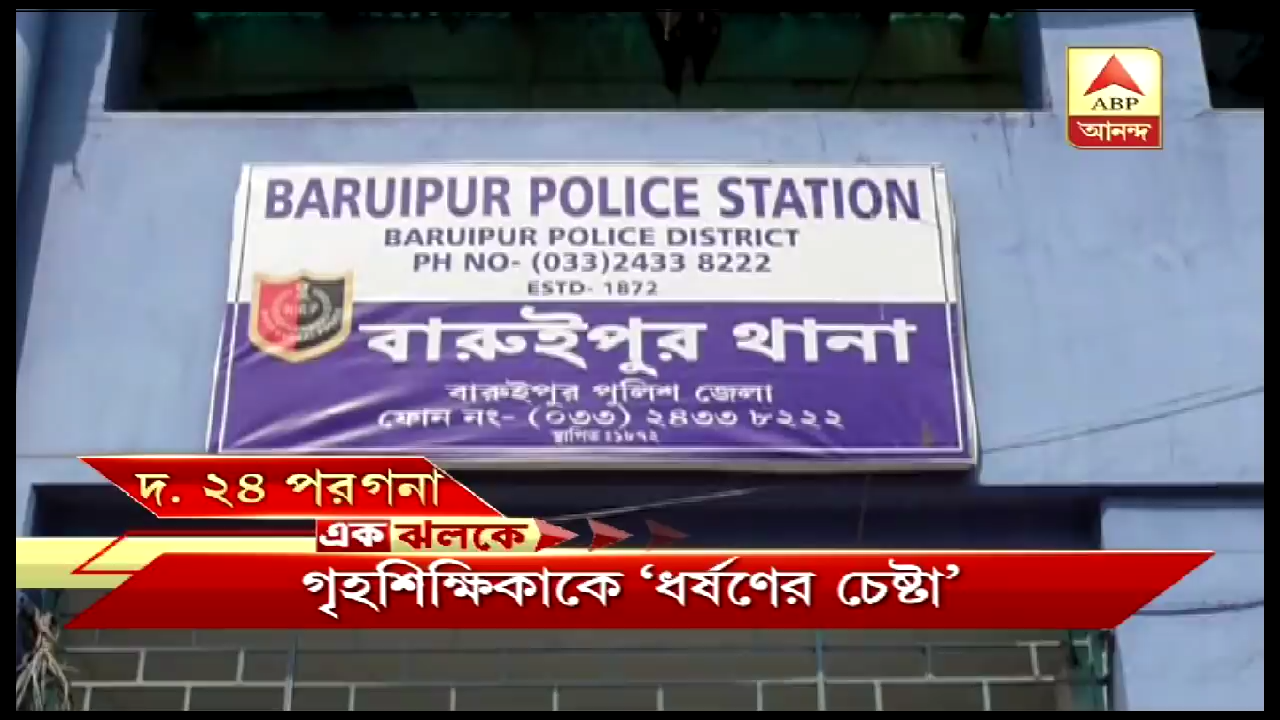 ABP
আনন্দ
BARUIPUR POLICE STATION
BARUIPUR POLICE DISTRICT
PH NO- (033)2433 8222
ESTD- 1872
বারুইপুর থানা
বারুইপুর পুলিশ জেলা
ফোন নং- (০৩৩) ২৪৩৩ ৮২২২
স্থাপিত ঃ১৮৭২
দ. ২৪ পরগনা
এক ঝলকে
গৃহশিক্ষিকাকে ‘ধর্ষণের চেষ্টা’